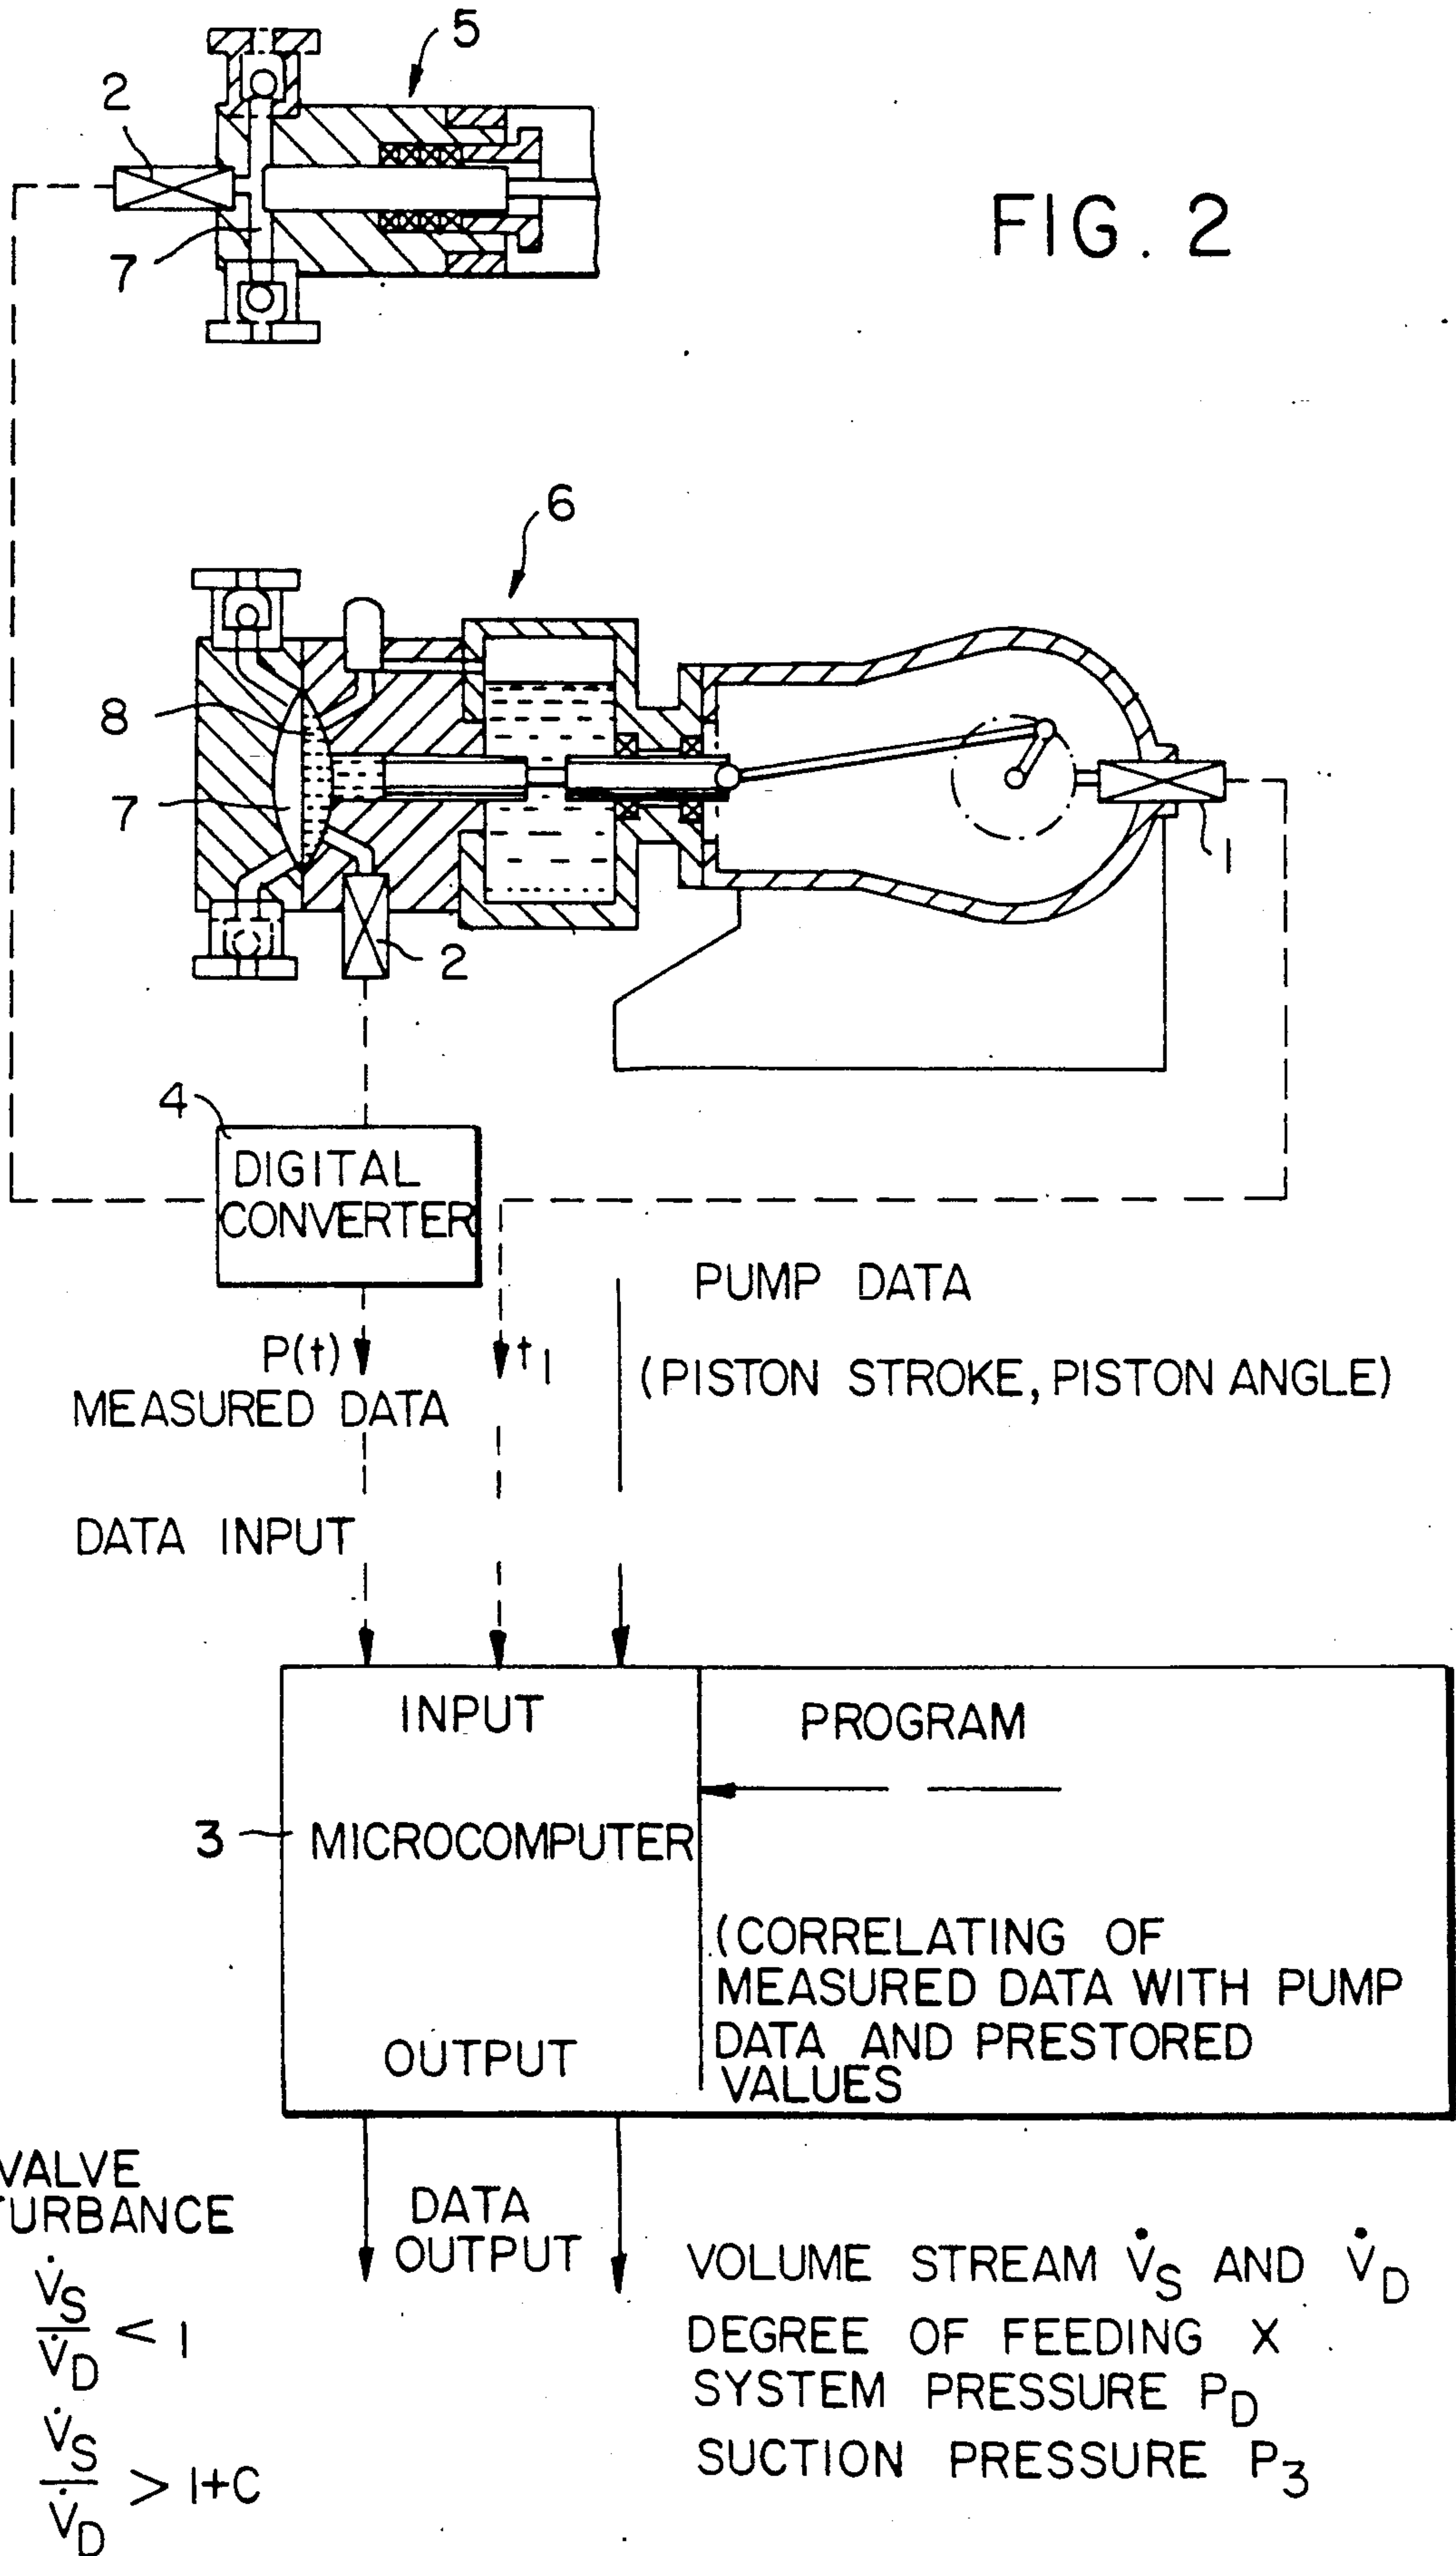 5
2
FIG. 2
7
6
8
7
1
2
4
DIGITAL
CONVERTER
PUMP DATA
P(t)
t1
(PISTON STROKE, PISTON ANGLE)
MEASURED DATA
DATA INPUT
INPUT
PROGRAM
3
MICROCOMPUTER
(CORRELATING OF
MEASURED DATA WITH PUMP
DATA AND PRESTORED
VALUES
OUTPUT
VALVE
TURBANCE
V̇S
V̇D
< 1
V̇S
V̇D
> 1+C
DATA
OUTPUT
VOLUME STREAM V̇S AND V̇D
DEGREE OF FEEDING X
SYSTEM PRESSURE PD
SUCTION PRESSURE P3